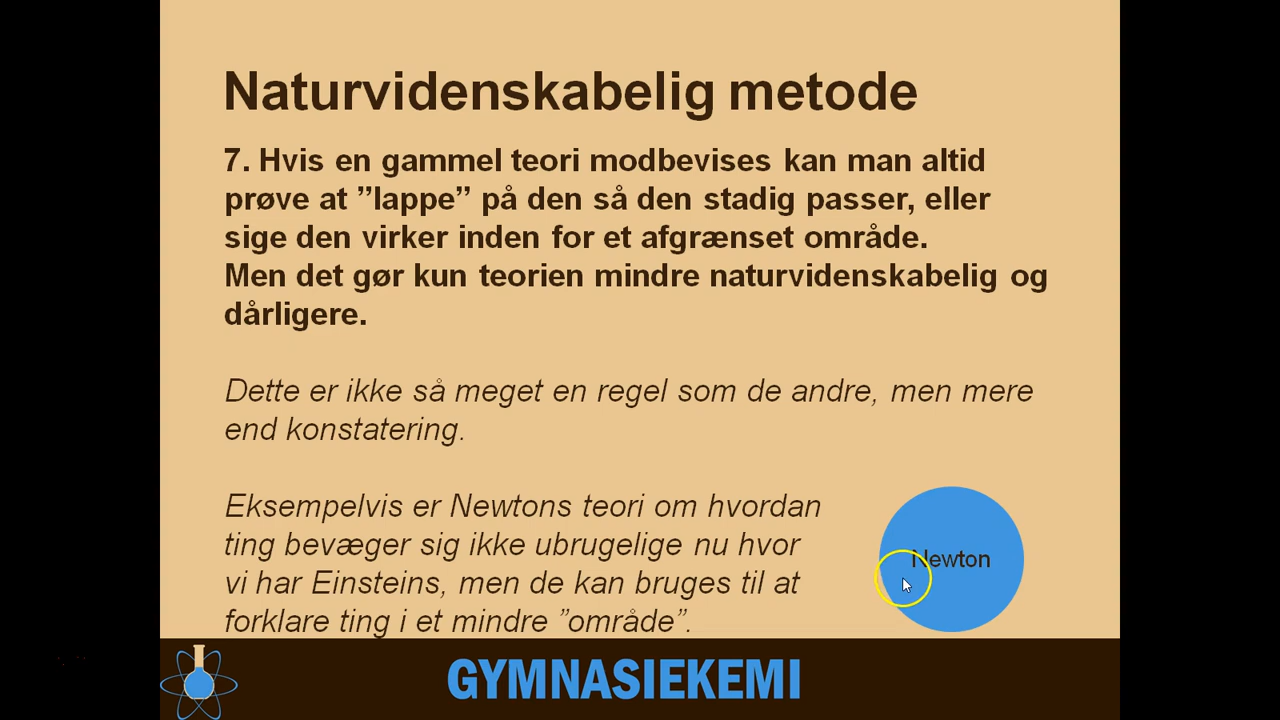 Naturvidenskabelig metode
7. Hvis en gammel teori modbevises kan man altid
prøve at ”lappe” på den så den stadig passer, eller
sige den virker inden for et afgrænset område.
Men det gør kun teorien mindre naturvidenskabelig og
dårligere.
Dette er ikke så meget en regel som de andre, men mere
end konstatering.
Eksempelvis er Newtons teori om hvordan
ting bevæger sig ikke ubrugelige nu hvor
vi har Einsteins, men de kan bruges til at
forklare ting i et mindre ”område”.
Newton
GYMNASIEKEMI